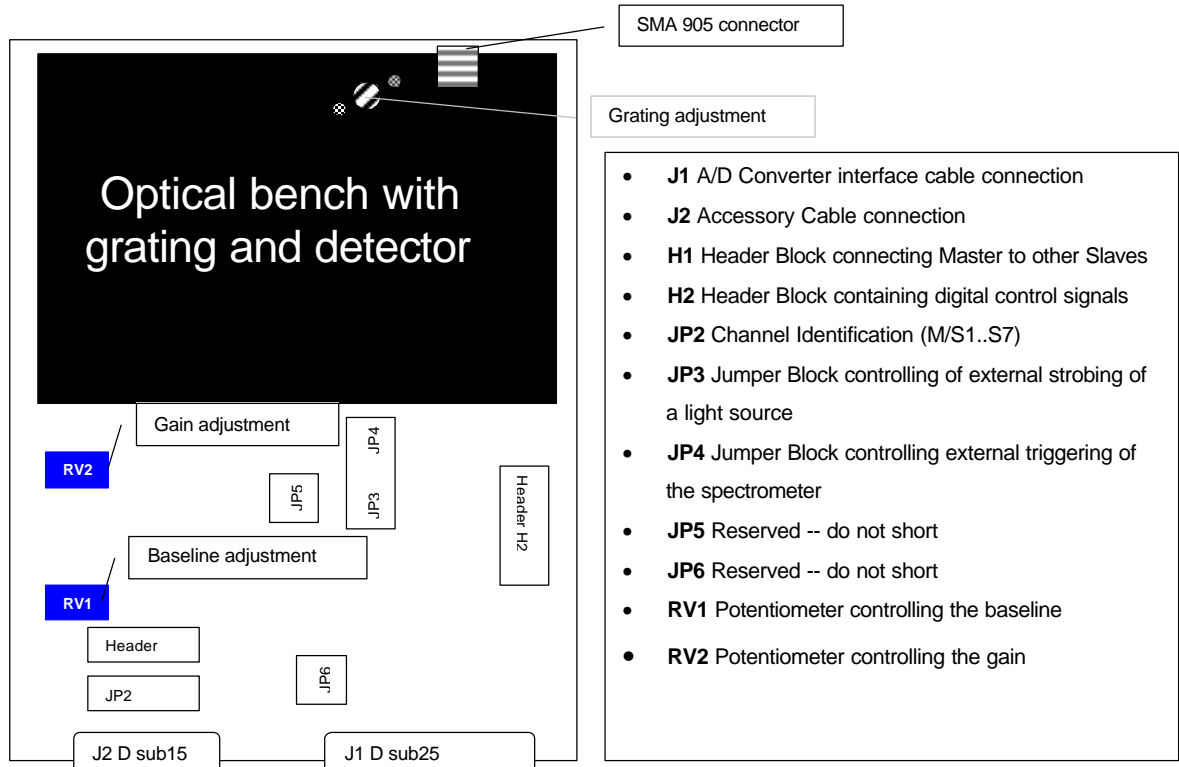 SMA 905 connector
Grating adjustment
Optical bench with
grating and detector
Gain adjustment
RV2
JP4
JP3
JP5
Header H2
Baseline adjustment
RV1
Header
JP2
JP6
J2 D sub15
J1 D sub25
• J1 A/D Converter interface cable connection
• J2 Accessory Cable connection
• H1 Header Block connecting Master to other Slaves
• H2 Header Block containing digital control signals
• JP2 Channel Identification (M/S1..S7)
• JP3 Jumper Block controlling of external strobing of
a light source
• JP4 Jumper Block controlling external triggering of
the spectrometer
• JP5 Reserved -- do not short
• JP6 Reserved -- do not short
• RV1 Potentiometer controlling the baseline
• RV2 Potentiometer controlling the gain